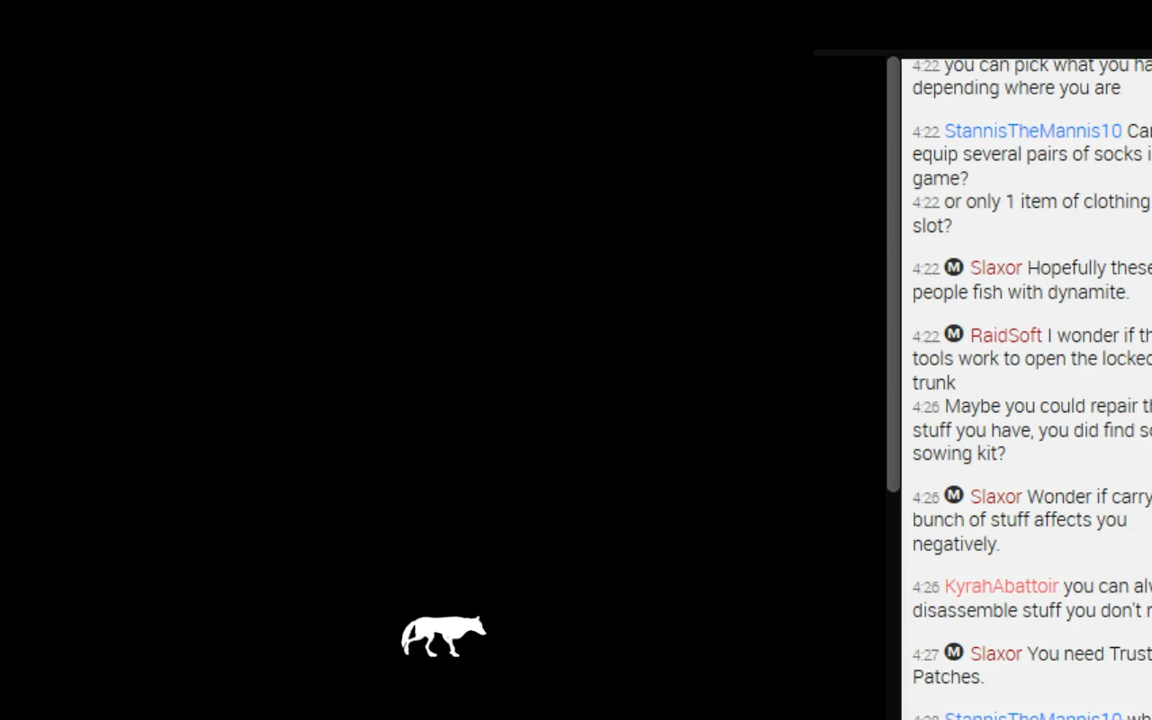 4:22 you can pick what you ha
depending where you are
4:22 StannisTheMannis10 Can
equip several pairs of socks i
game?
4:22 or only 1 item of clothing
slot?
4:22 M Slaxor Hopefully these
people fish with dynamite.
4:22 M RaidSoft I wonder if th
tools work to open the locked
trunk
4:26 Maybe you could repair th
stuff you have, you did find so
sowing kit?
4:26 M Slaxor Wonder if carry
bunch of stuff affects you
negatively.
4:26 KyrahAbattoir you can alw
disassemble stuff you don't n
4:27 M Slaxor You need Trust
Patches.
StannisTheMannis10 wh